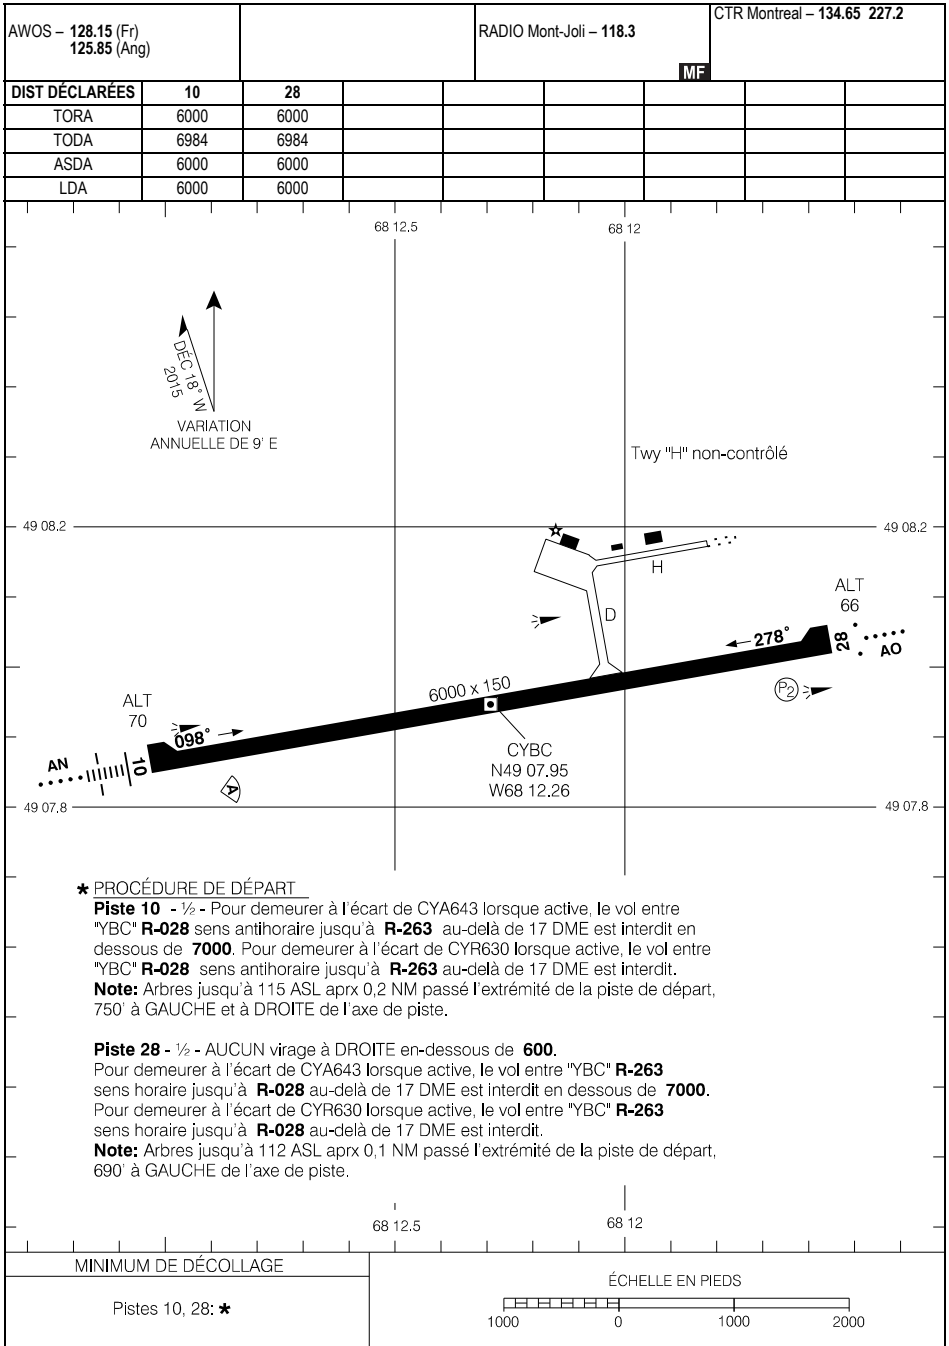 AWOS – 128.15 (Fr)
125.85 (Ang)
RADIO Mont-Joli – 118.3
MF
CTR Montreal – 134.65 227.2
DIST DÉCLARÉES 10 28
TORA 6000 6000
TODA 6984 6984
ASDA 6000 6000
LDA 6000 6000
68 12.5 68 12
DÉC 18° W
2015
VARIATION
ANNUELLE DE 9' E
Twy "H" non-contrôlé
49 08.2 49 08.2
H
D
ALT
66
278°
28
AO
6000 x 150
P2
ALT
70
098°
10
AN
A
CYBC
N49 07.95
W68 12.26
49 07.8 49 07.8
* PROCÉDURE DE DÉPART
Piste 10 - ½ - Pour demeurer à l'écart de CYA643 lorsque active, le vol entre
"YBC" R-028 sens antihoraire jusqu'à R-263 au-delà de 17 DME est interdit en
dessous de 7000. Pour demeurer à l'écart de CYR630 lorsque active, le vol entre
"YBC" R-028 sens antihoraire jusqu'à R-263 au-delà de 17 DME est interdit.
Note: Arbres jusqu'à 115 ASL aprx 0,2 NM passé l'extrémité de la piste de départ,
750' à GAUCHE et à DROITE de l'axe de piste.
Piste 28 - ½ - AUCUN virage à DROITE en-dessous de 600.
Pour demeurer à l'écart de CYA643 lorsque active, le vol entre "YBC" R-263
sens horaire jusqu'à R-028 au-delà de 17 DME est interdit en dessous de 7000.
Pour demeurer à l'écart de CYR630 lorsque active, le vol entre "YBC" R-263
sens horaire jusqu'à R-028 au-delà de 17 DME est interdit.
Note: Arbres jusqu'à 112 ASL aprx 0,1 NM passé l'extrémité de la piste de départ,
690' à GAUCHE de l'axe de piste.
68 12.5 68 12
MINIMUM DE DÉCOLLAGE
Pistes 10, 28: *
ÉCHELLE EN PIEDS
1000 0 1000 2000